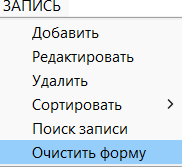 ЗАПИСЬ
Добавить
Редактировать
Удалить
Сортировать
Поиск записи
Очистить форму